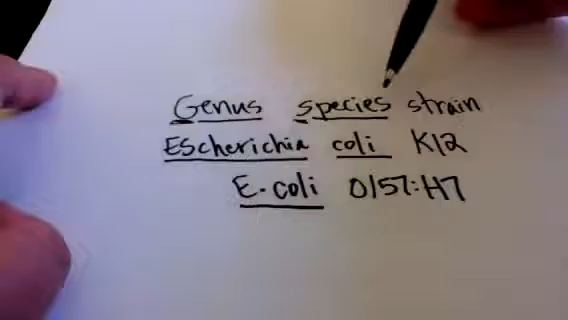 Genus species strain
Escherichia coli K12
E. coli O157:H7